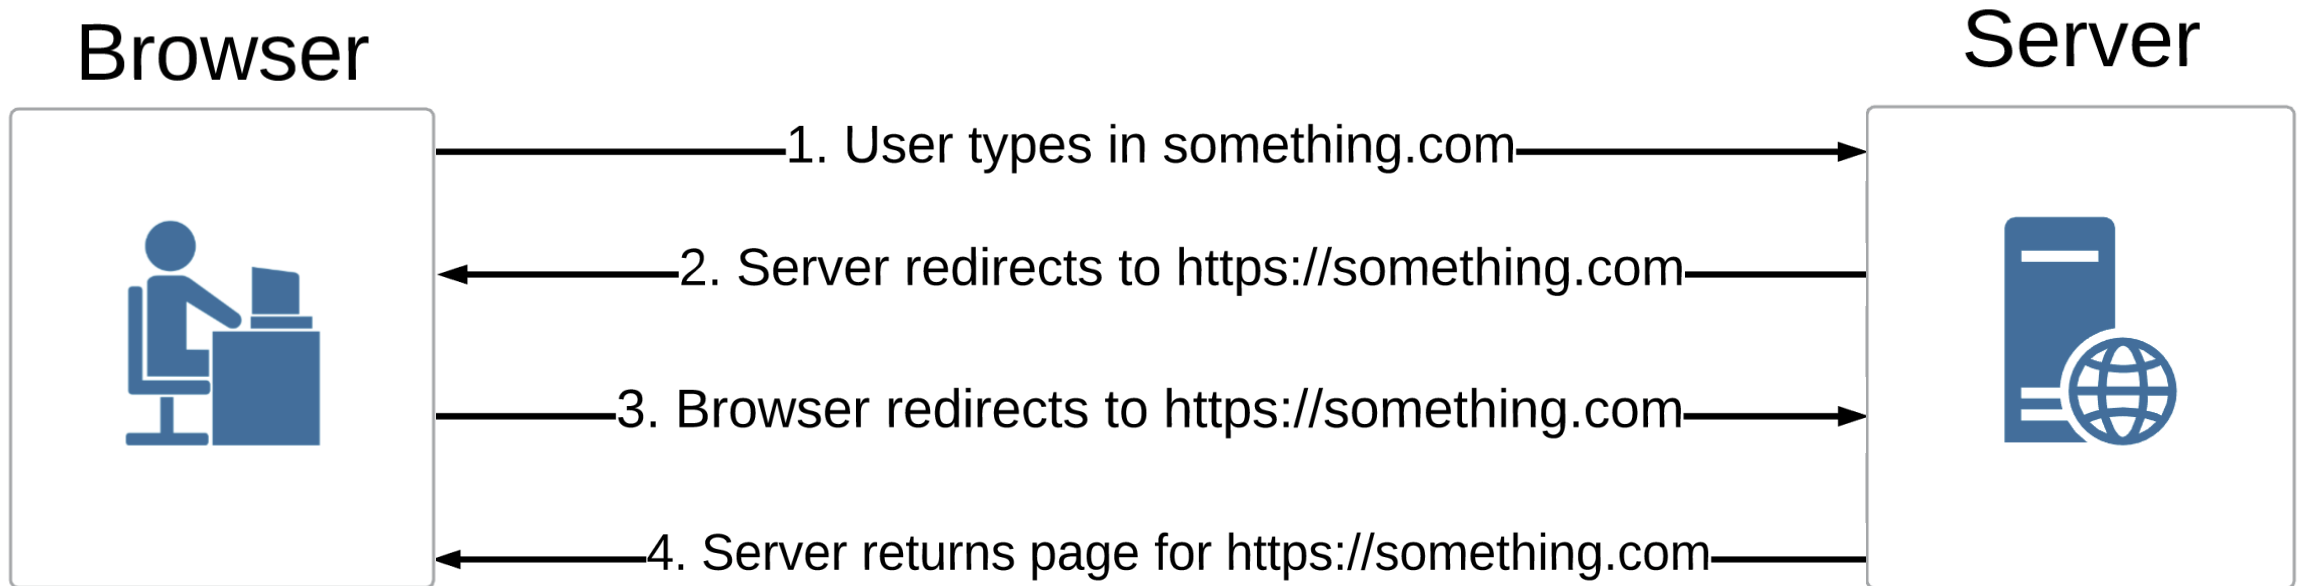 Browser
Server
1. User types in something.com
2. Server redirects to https://something.com
3. Browser redirects to https://something.com
4. Server returns page for https://something.com